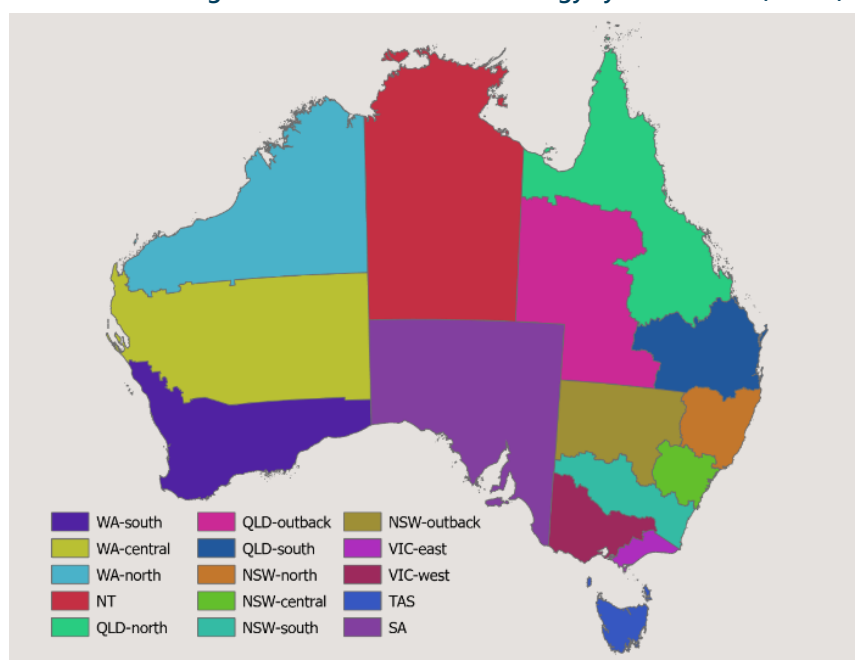 WA-south
WA-central
WA-north
NT
QLD-north
QLD-outback
QLD-south
NSW-north
NSW-central
NSW-south
NSW-outback
VIC-east
VIC-west
TAS
SA